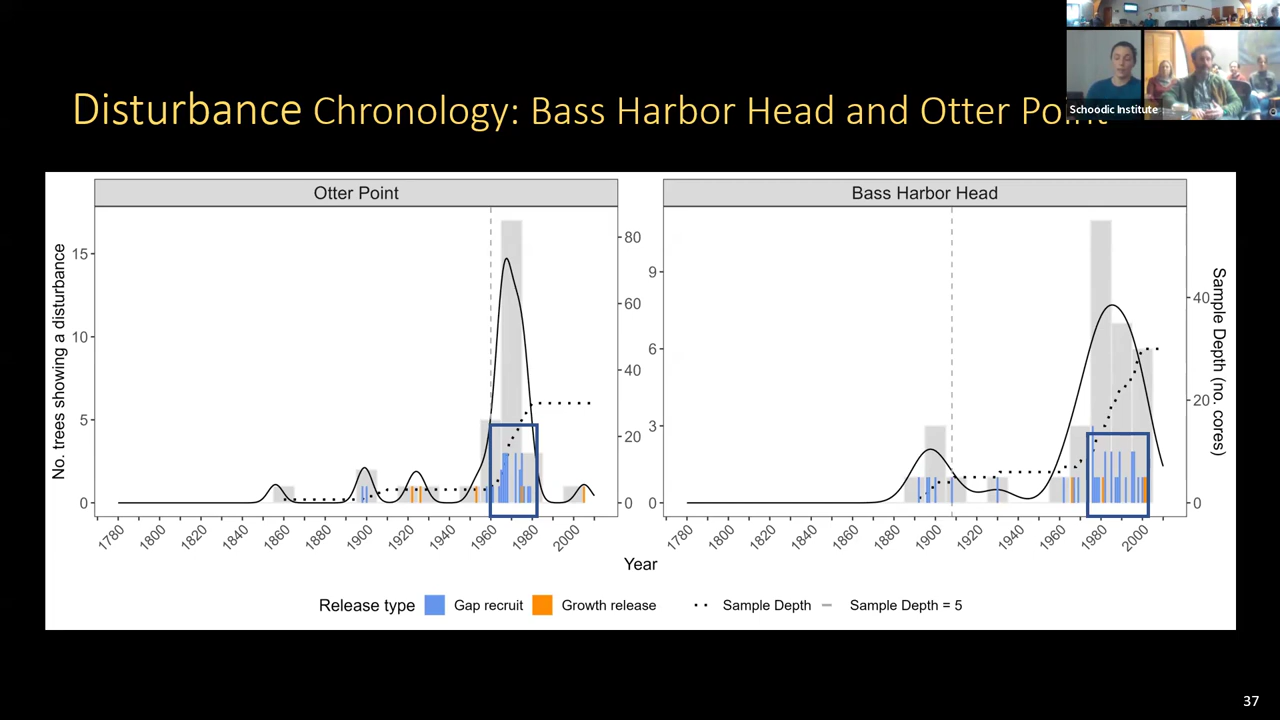 Disturbance Chronology: Bass Harbor Head and Otter Point
Schoodic Institute
Otter Point
Bass Harbor Head
No. trees showing a disturbance
15
10
5
0
80
60
40
20
0
9
6
3
0
40
20
0
Sample Depth (no. cores)
1780 1800 1820 1840 1860 1880 1900 1920 1940 1960 1980 2000
1780 1800 1820 1840 1860 1880 1900 1920 1940 1960 1980 2000
Year
Release type Gap recruit Growth release Sample Depth Sample Depth = 5
37